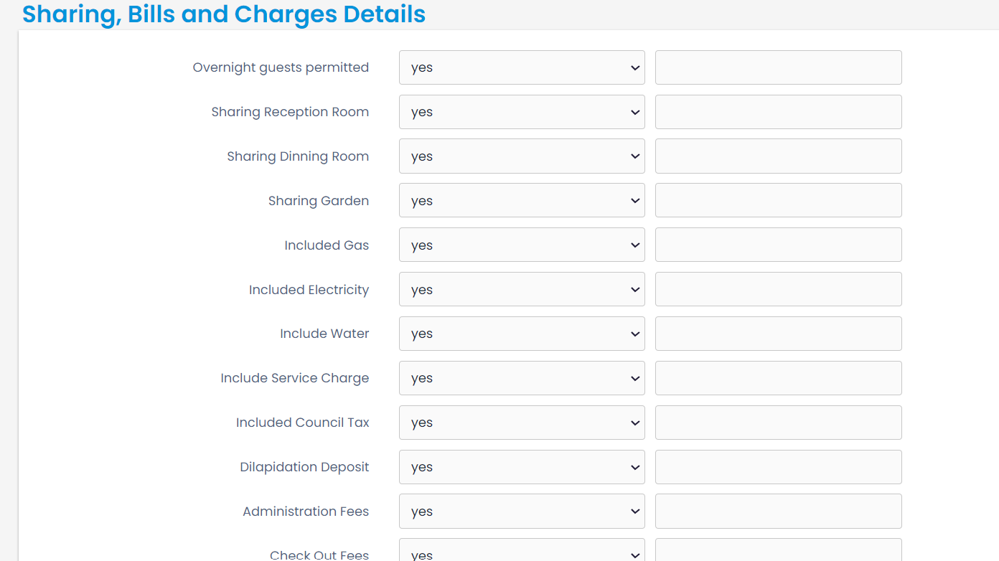 Sharing, Bills and Charges Details
Overnight guests permitted yes
Sharing Reception Room yes
Sharing Dinning Room yes
Sharing Garden yes
Included Gas yes
Included Electricity yes
Include Water yes
Include Service Charge yes
Included Council Tax yes
Dilapidation Deposit yes
Administration Fees yes
Check Out Fees yes